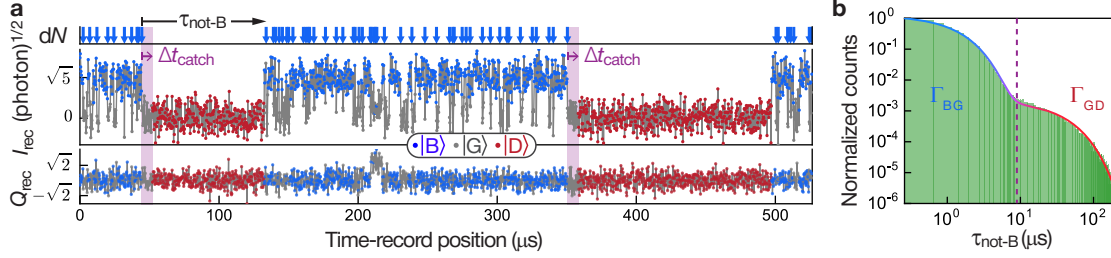 a
dN
τnot-B
Δtcatch
Δtcatch
Irec (photon)1/2
√5
0
|B⟩ |G⟩ |D⟩
Qrec
√2
−√2
0 100 200 300 400 500
Time-record position (μs)
b
Normalized counts
10^0
10^-1
10^-2
10^-3
10^-4
10^-5
10^-6
ΓBG
ΓGD
10^0 10^1 10^2
τnot-B (μs)